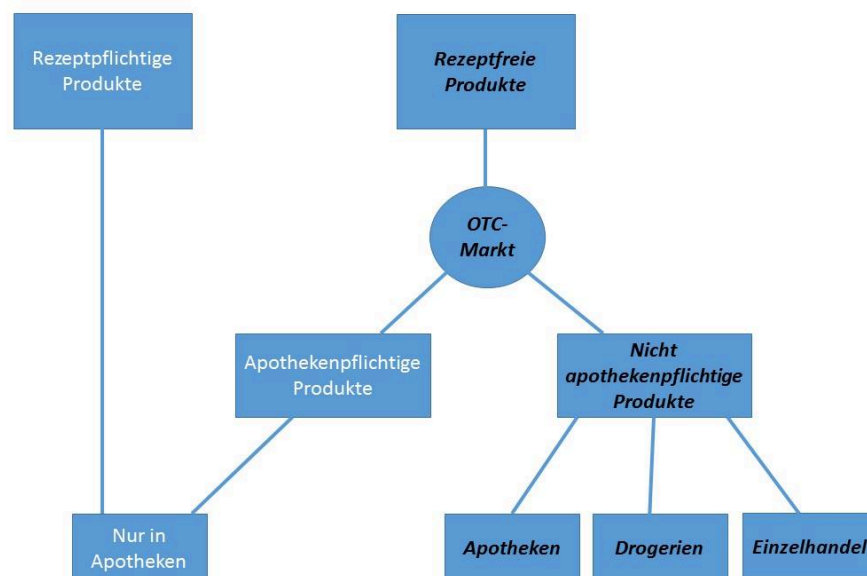 Rezeptpflichtige
Produkte
Rezeptfreie
Produkte
OTC-
Markt
Apothekenpflichtige
Produkte
Nicht
apothekenpflichtige
Produkte
Nur in
Apotheken
Apotheken
Drogerien
Einzelhandel